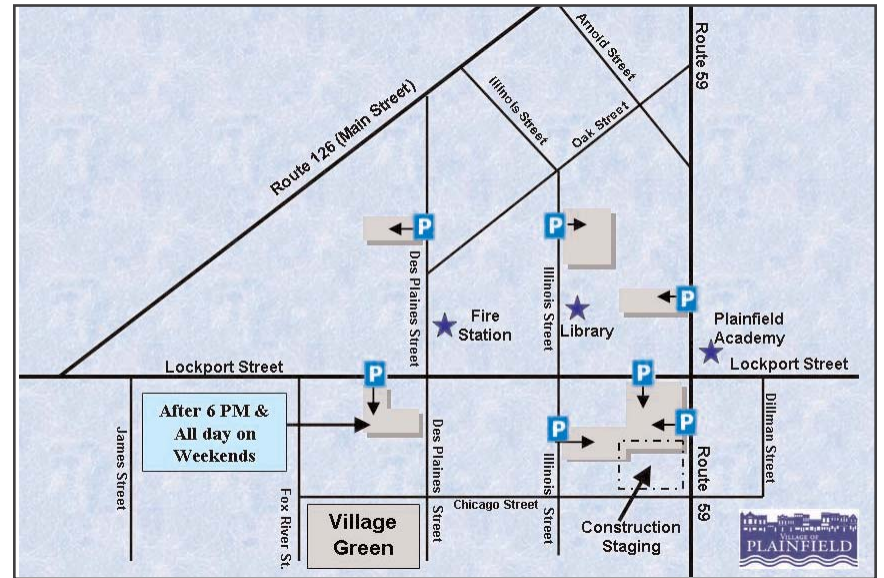 Arnold Street
Route 59
Illinois Street
Oak Street
Route 126 (Main Street)
P
P
Des Plaines Street
Illinois Street
P
Fire
Station
Library
Plainfield
Academy
Lockport Street
Lockport Street
P
P
After 6 PM &
All day on
Weekends
P
P
James Street
Fox River St.
Des Plaines Street
Illinois Street
Route 59
Dillman Street
Chicago Street
Village
Green
Construction
Staging
VILLAGE OF
PLAINFIELD